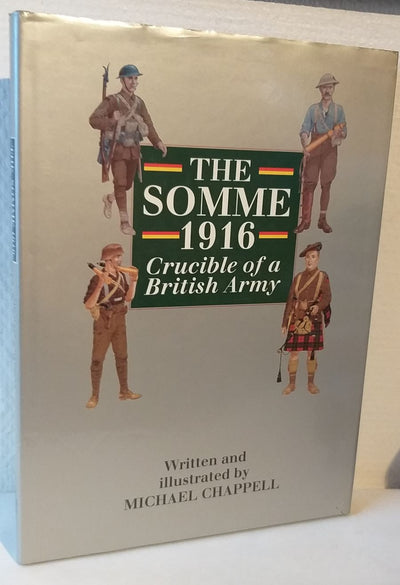 THE
SOMME
1916
Crucible of a
British Army
Written and
illustrated by
MICHAEL CHAPPELL